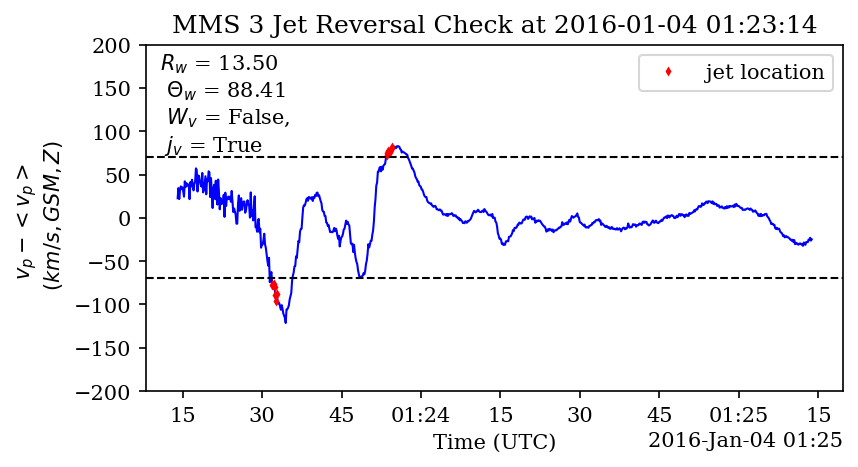 MMS 3 Jet Reversal Check at 2016-01-04 01:23:14
R_w = 13.50
Θ_w = 88.41
W_v = False,
j_v = True
jet location
v_p − < v_p >
(km/s, GSM, Z)
200
150
100
50
0
−50
−100
−150
−200
15 30 45 01:24 15 30 45 01:25 15
Time (UTC)
2016-Jan-04 01:25